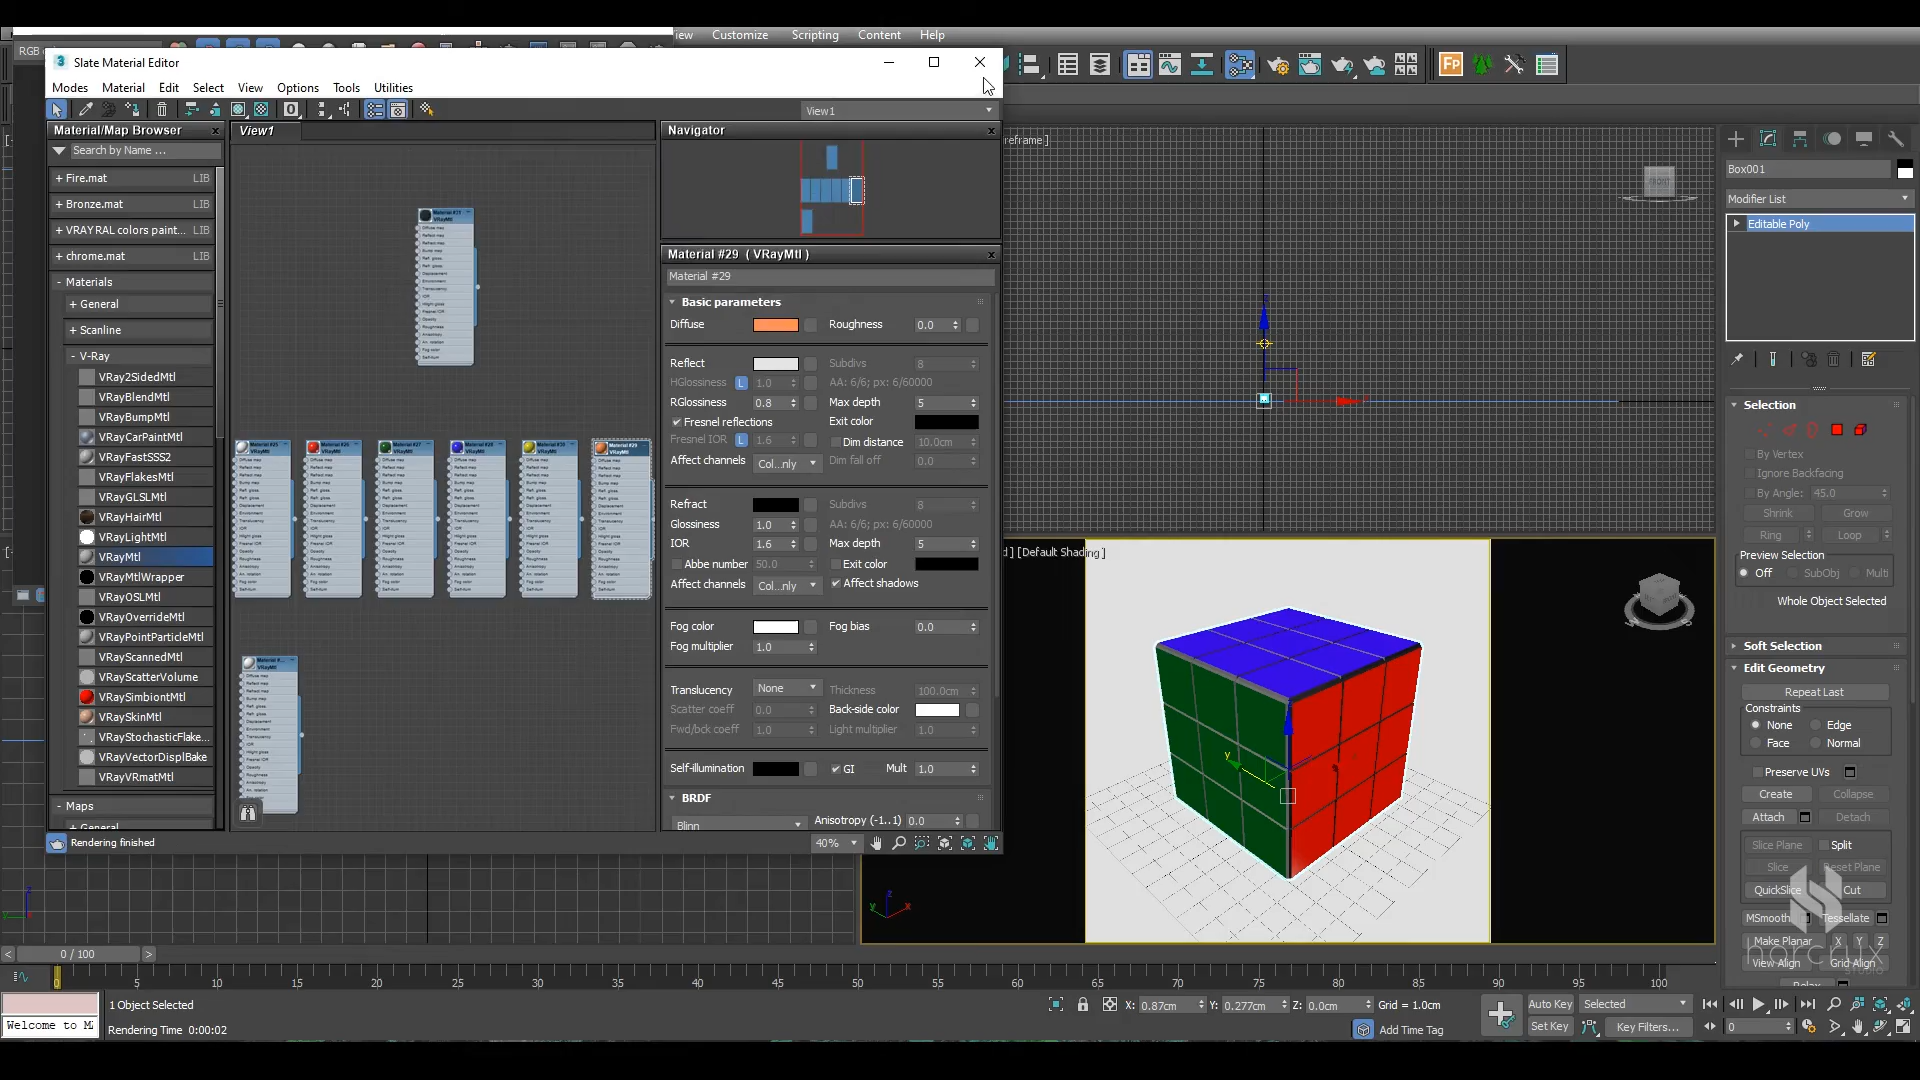 RGB
iew Customize Scripting Content Help
Slate Material Editor
Modes Material Edit Select View Options Tools Utilities
View1
Material/Map Browser
Search by Name ...
+ Fire.mat LIB
+ Bronze.mat LIB
+ VRAY RAL colors paint... LIB
+ chrome.mat LIB
- Materials
+ General
+ Scanline
- V-Ray
VRay2SidedMtl
VRayBlendMtl
VRayBumpMtl
VRayCarPaintMtl
VRayFastSSS2
VRayFlakesMtl
VRayGLSLMtl
VRayHairMtl
VRayLightMtl
VRayMtl
VRayMtlWrapper
VRayOSLMtl
VRayOverrideMtl
VRayPointParticleMtl
VRayScannedMtl
VRayScatterVolume
VRaySimbiontMtl
VRaySkinMtl
VRayStochasticFlake...
VRayVectorDisplBake
VRayVRmatMtl
- Maps
+ General
View1
Navigator
Material #29 ( VRayMtl )
Material #29
Basic parameters
Diffuse Roughness 0.0
Reflect Subdivs 8
HGlossiness L 1.0 AA: 6/6; px: 6/60000
RGlossiness 0.8 Max depth 5
Fresnel reflections Exit color
Fresnel IOR L 1.6 Dim distance 10.0cm
Affect channels Col...nly Dim fall off 0.0
Refract Subdivs 8
Glossiness 1.0 AA: 6/6; px: 6/60000
IOR 1.6 Max depth 5
Abbe number 50.0 Exit color
Affect channels Col...nly Affect shadows
Fog color Fog bias 0.0
Fog multiplier 1.0
Translucency None Thickness 100.0cm
Scatter coeff 0.0 Back-side color
Fwd/bck coeff 1.0 Light multiplier 1.0
Self-illumination GI Mult 1.0
BRDF
Blinn Anisotropy (-1..1) 0.0
Rendering finished
40%
reframe ]
FRONT
d ] [Default Shading ]
Box001
Modifier List
Editable Poly
Selection
By Vertex
Ignore Backfacing
By Angle: 45.0
Shrink Grow
Ring Loop
Preview Selection
Off SubObj Multi
Whole Object Selected
Soft Selection
Edit Geometry
Repeat Last
Constraints
None Edge
Face Normal
Preserve UVs
Create Collapse
Attach Detach
Slice Plane Split
Slice Reset Plane
QuickSlice Cut
MSmooth Tessellate
Make Planar X Y Z
View Align Grid Align
Relax
0 / 100
0 5 10 15 20 25 30 35 40 45 50 55 60 65 70 75 80 85 90 95 100
1 Object Selected
Welcome to M
Rendering Time 0:00:02
X: 0.87cm Y: 0.277cm Z: 0.0cm Grid = 1.0cm
Add Time Tag
Auto Key Selected
Set Key Key Filters...
0